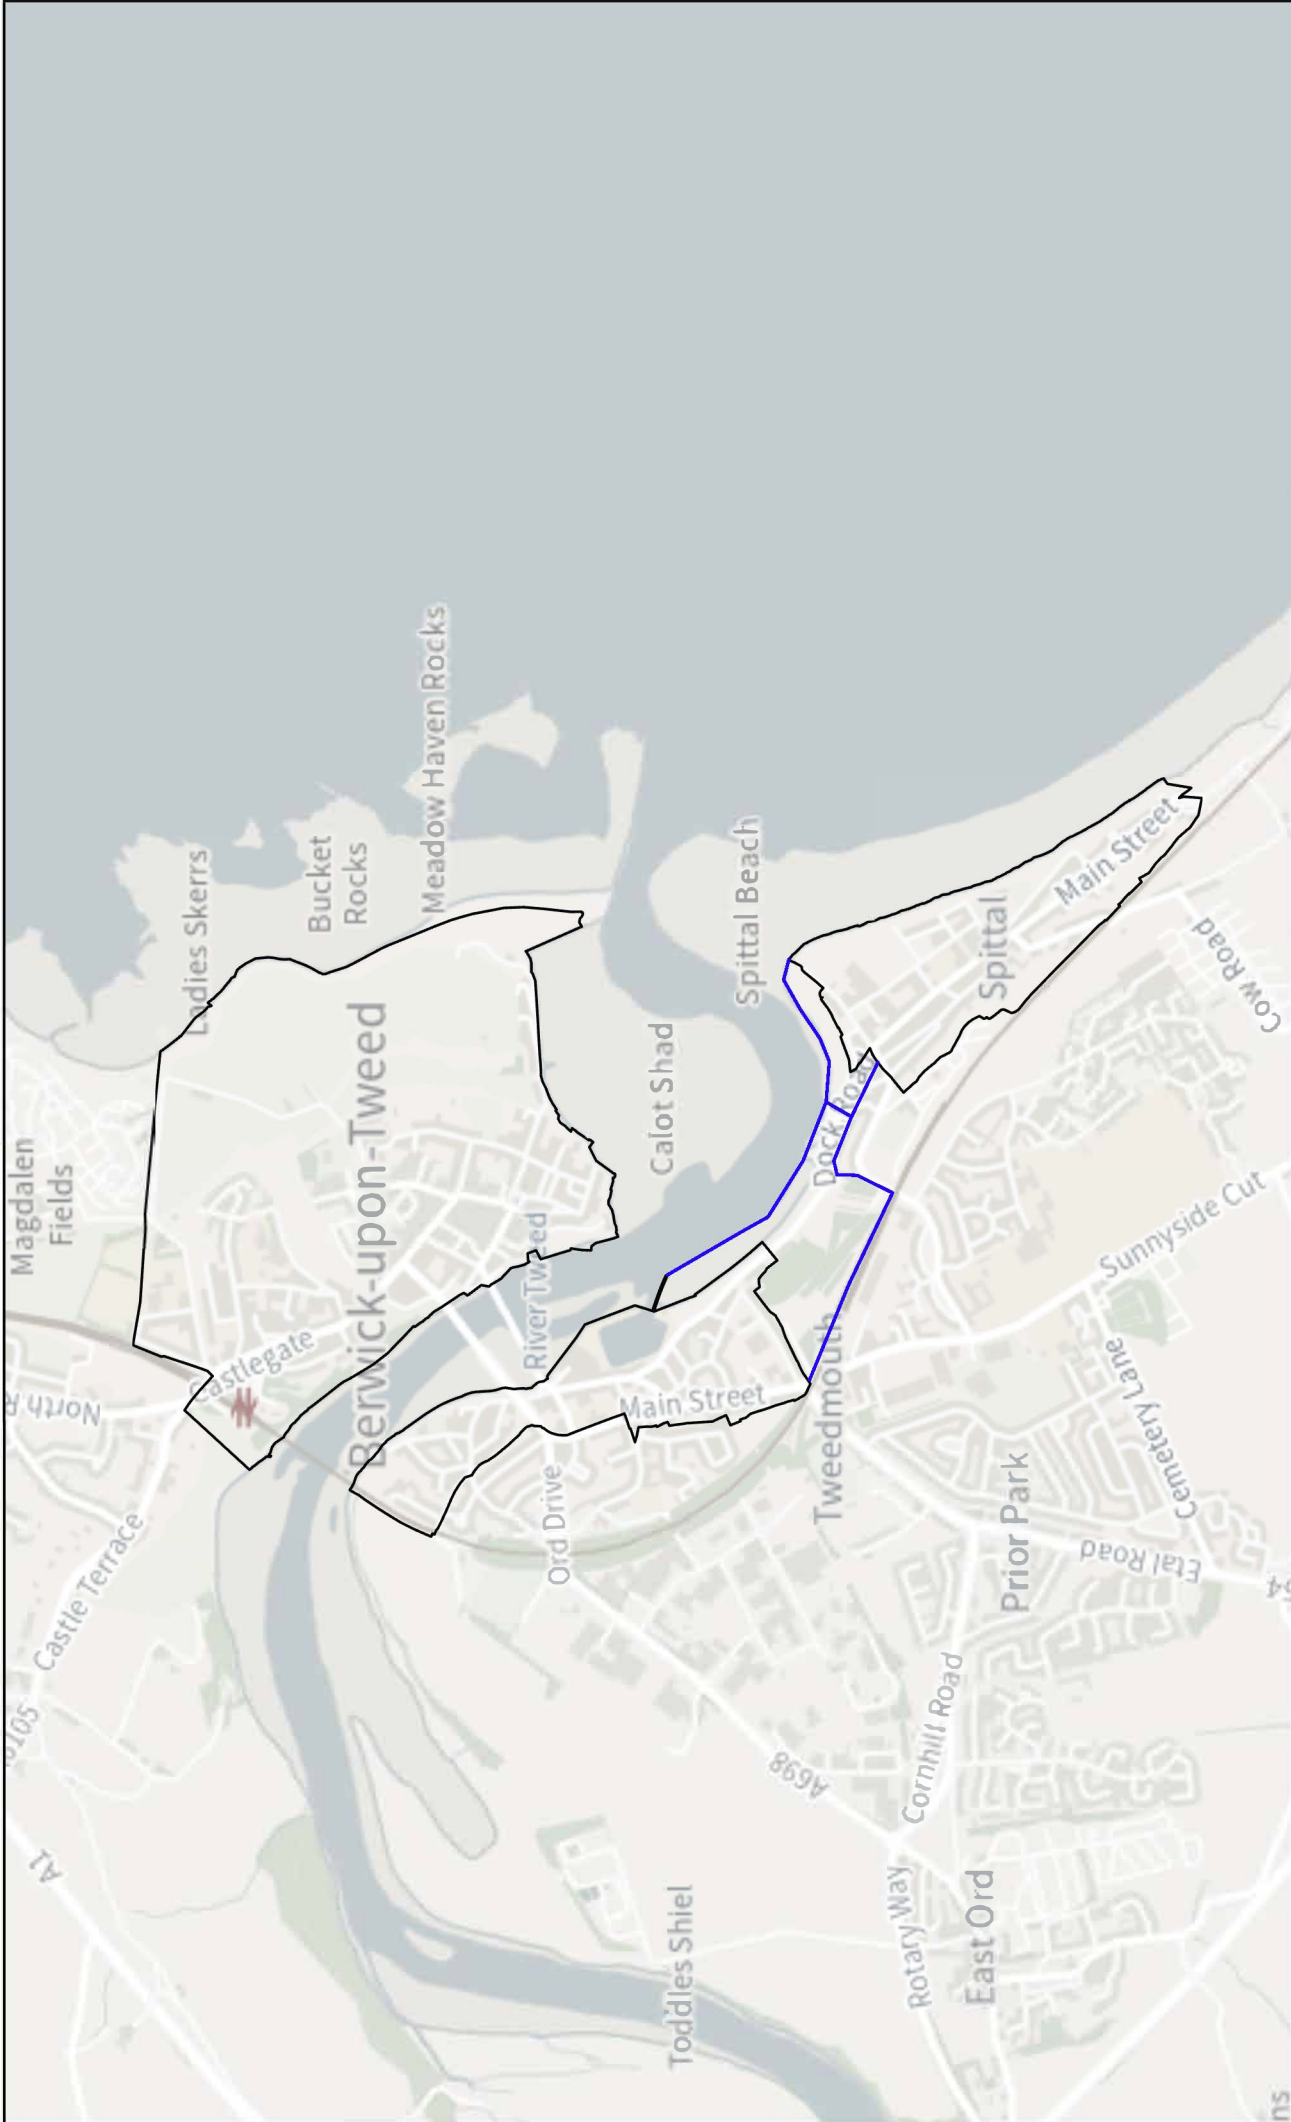 Magdalen
Fields
North R
Castlegate
Castle Terrace
A1
Ladies Skerrs
Bucket
Rocks
Meadow Haven Rocks
Berwick-upon-Tweed
River Tweed
Calot Shad
Spittal Beach
Dock Road
Spittal
Main Street
Cow Road
Main Street
Tweedmouth
Ord Drive
Sunnyside Cut
Cemetery Lane
Prior Park
Etal Road
Cornhill Road
A698
Rotary Way
East Ord
Toddles Shiel